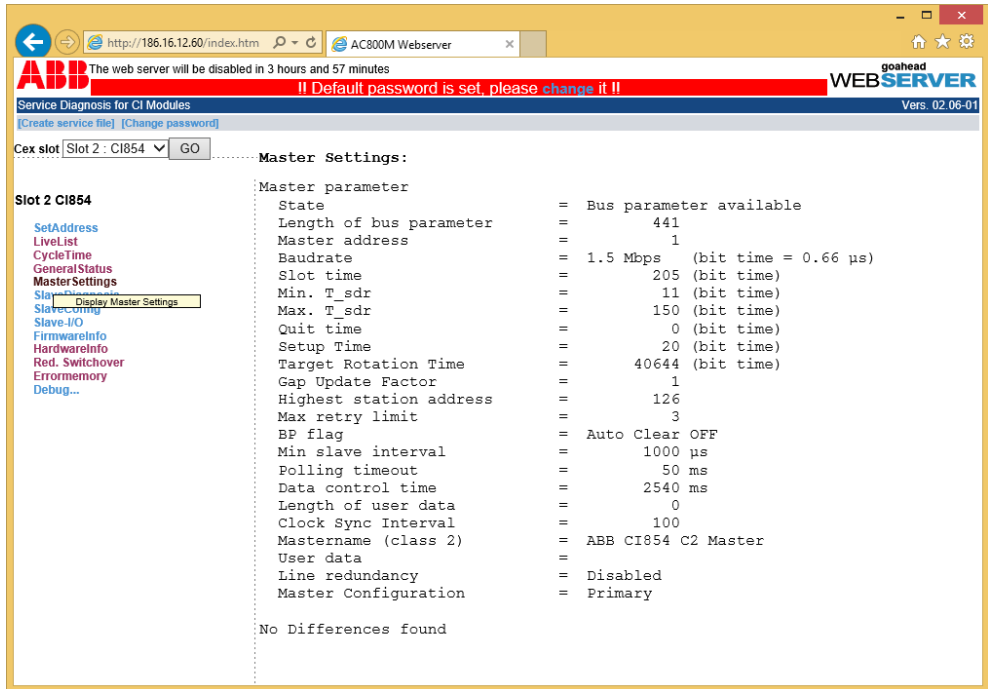 http://186.16.12.60/index.htm
AC800M Webserver
ABB
The web server will be disabled in 3 hours and 57 minutes
!! Default password is set, please change it !!
goahead
WEBSERVER
Service Diagnosis for CI Modules
Vers. 02.06-01
[Create service file] [Change password]
Cex slot Slot 2 : CI854 GO
Slot 2 CI854
SetAddress
LiveList
CycleTime
GeneralStatus
MasterSettings
Display Master Settings
SlaveConfig
Slave-I/O
FirmwareInfo
HardwareInfo
Red. Switchover
Errormemory
Debug...
Master Settings:
Master parameter
State = Bus parameter available
Length of bus parameter = 441
Master address = 1
Baudrate = 1.5 Mbps (bit time = 0.66 µs)
Slot time = 205 (bit time)
Min. T_sdr = 11 (bit time)
Max. T_sdr = 150 (bit time)
Quit time = 0 (bit time)
Setup Time = 20 (bit time)
Target Rotation Time = 40644 (bit time)
Gap Update Factor = 1
Highest station address = 126
Max retry limit = 3
BP flag = Auto Clear OFF
Min slave interval = 1000 µs
Polling timeout = 50 ms
Data control time = 2540 ms
Length of user data = 0
Clock Sync Interval = 100
Mastername (class 2) = ABB CI854 C2 Master
User data =
Line redundancy = Disabled
Master Configuration = Primary
No Differences found